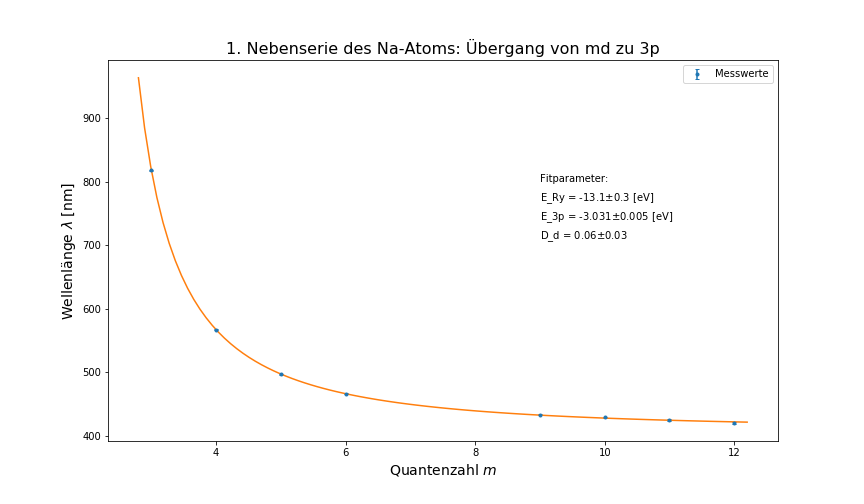 1. Nebenserie des Na-Atoms: Übergang von md zu 3p
Messwerte
900
800
700
600
500
400
Wellenlänge λ [nm]
Fitparameter:
E_Ry = -13.1±0.3 [eV]
E_3p = -3.031±0.005 [eV]
D_d = 0.06±0.03
4
6
8
10
12
Quantenzahl m